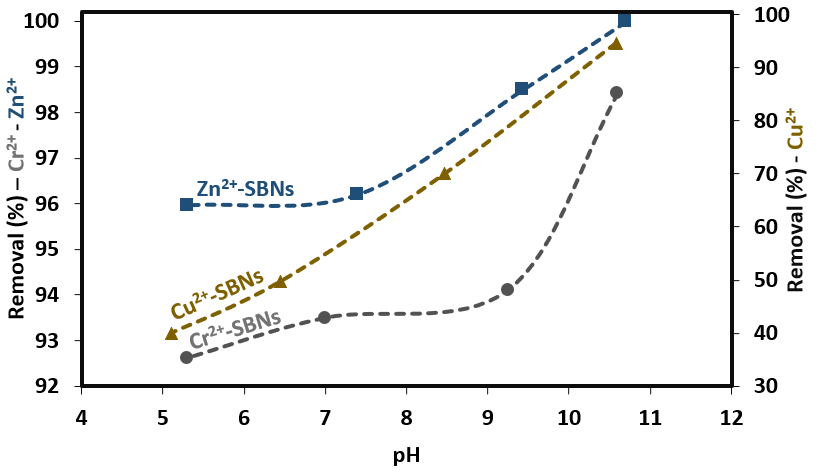 Removal (%) – Cr²⁺ - Zn²⁺
100
99
98
97
96
95
94
93
92
Zn²⁺-SBNs
Cu²⁺-SBNs
Cr²⁺-SBNs
100
90
80
70
60
50
40
30
Removal (%) - Cu²⁺
4 5 6 7 8 9 10 11 12
pH